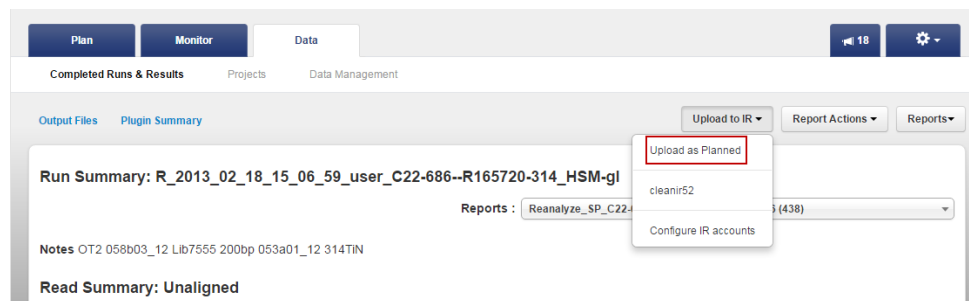 Plan Monitor Data 18
Completed Runs & Results Projects Data Management
Output Files Plugin Summary Upload to IR Report Actions Reports
Upload as Planned
Run Summary: R_2013_02_18_15_06_59_user_C22-686--R165720-314_HSM-gl
cleanir52
Reports : Reanalyze_SP_C22- (438)
Configure IR accounts
Notes OT2 058b03_12 Lib7555 200bp 053a01_12 314TiN
Read Summary: Unaligned